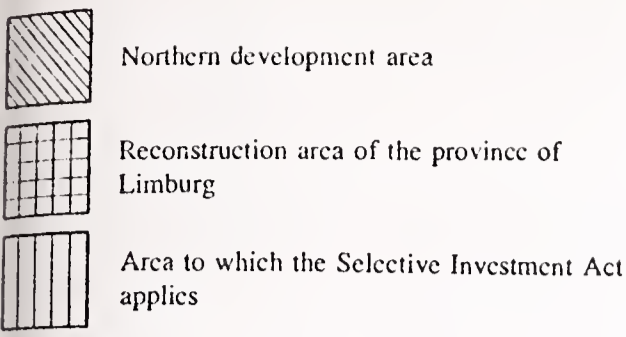 Northern development area
Reconstruction area of the province of
Limburg
Area to which the Selective Investment Act
applies